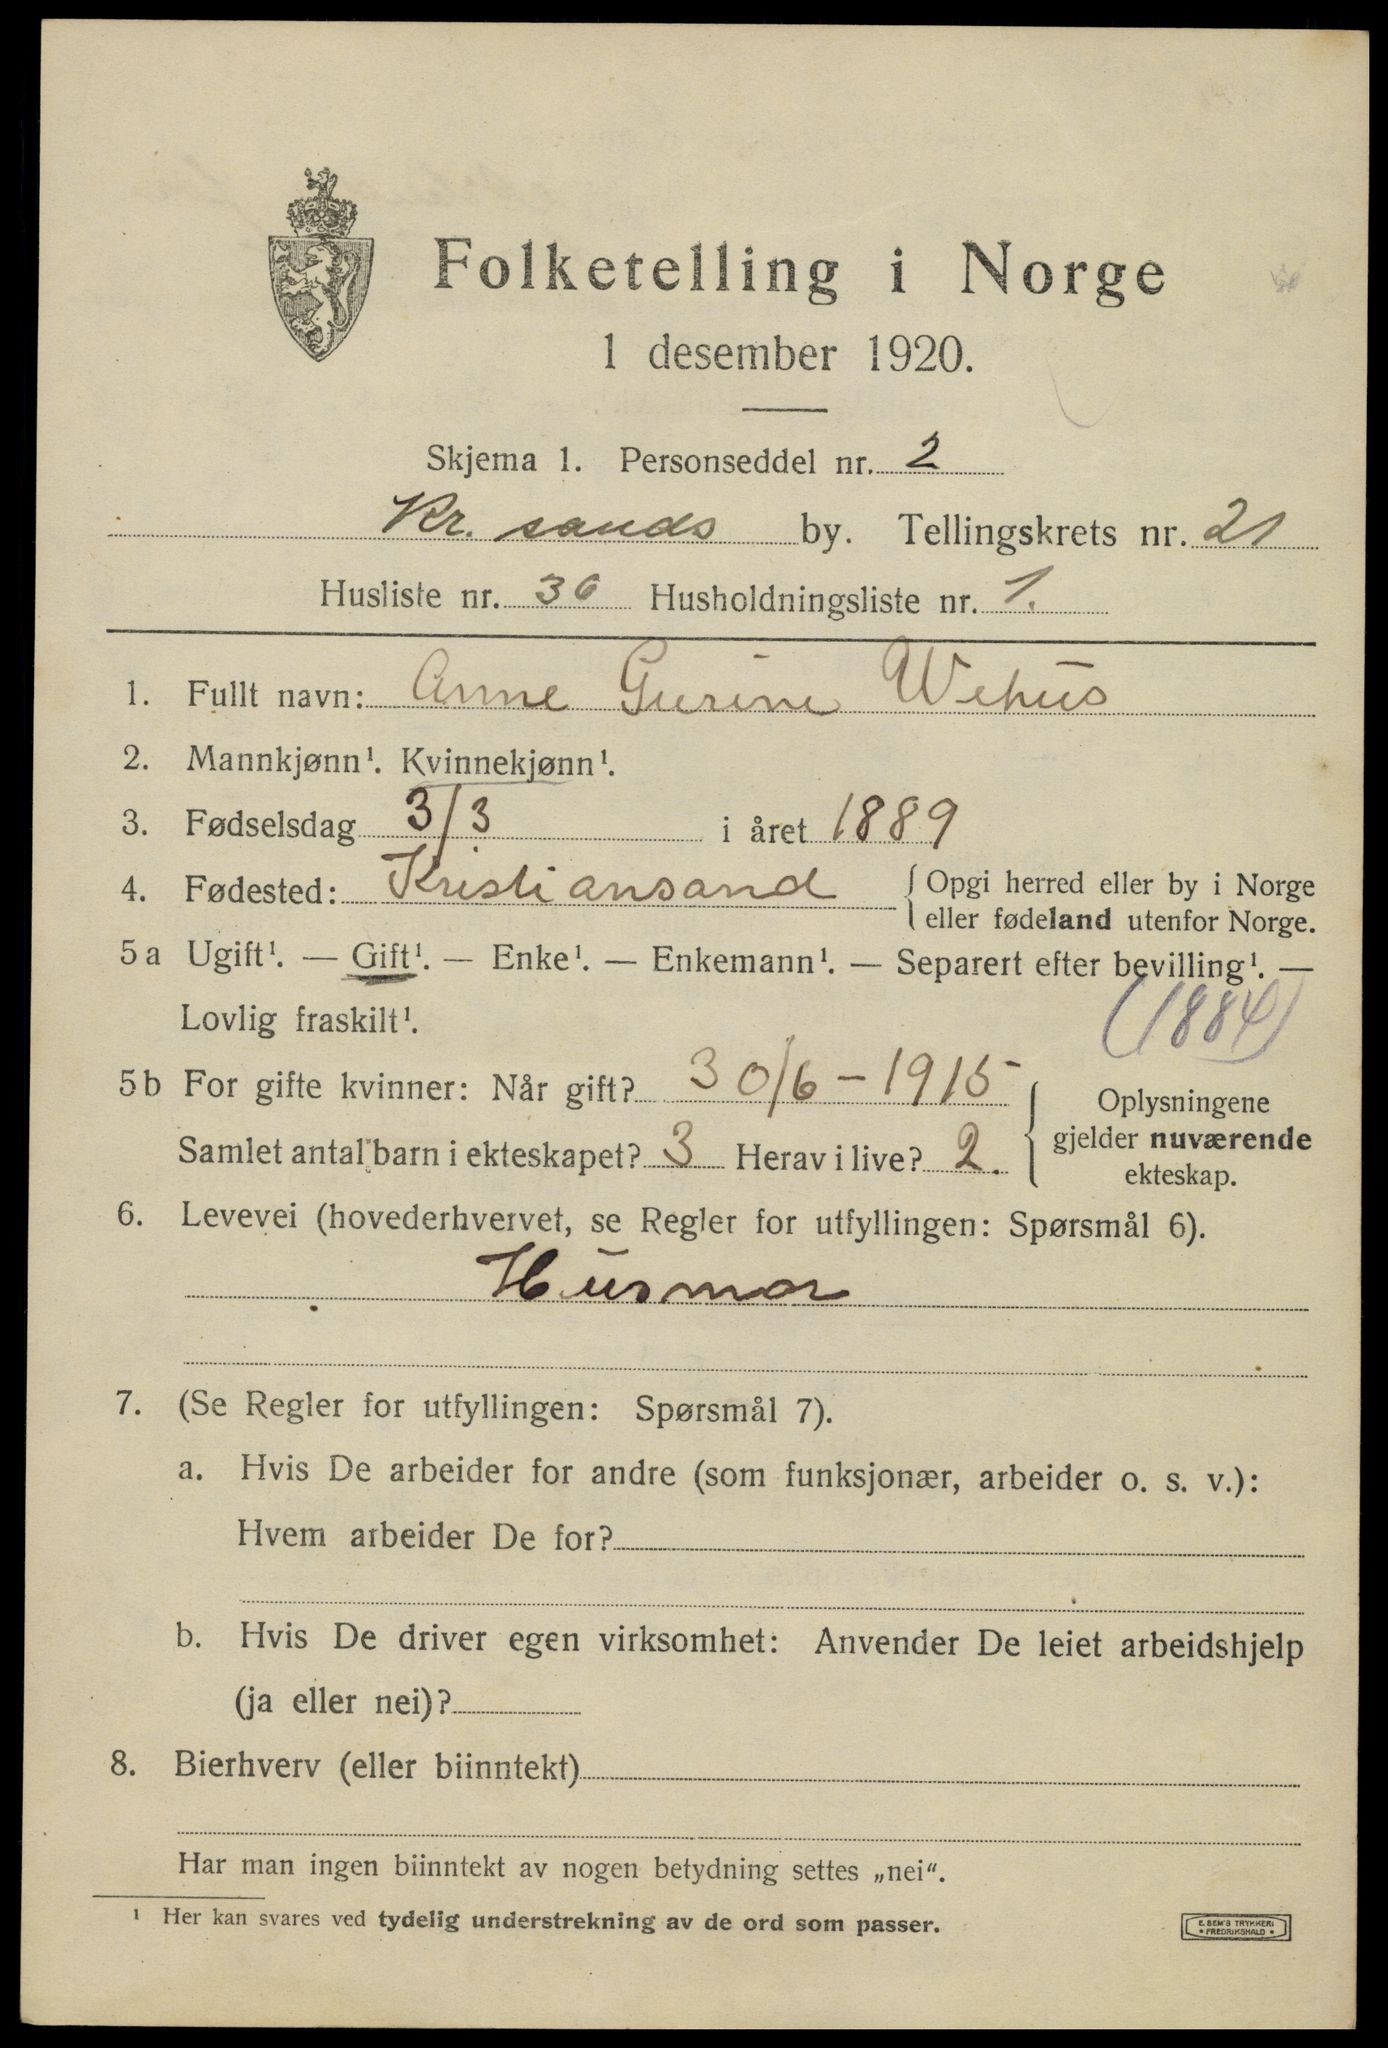 Folketelling i Norge
1 desember 1920.
Skjema 1. Personseddel nr. 2
Kr. sands by. Tellingskrets nr. 21
Husliste nr. 36 Husholdningsliste nr. 1.
1. Fullt navn: Anne Gurine Wehus
2. Mannkjønn¹. Kvinnekjønn¹.
3. Fødselsdag 3/3 i året 1889
4. Fødested: Kristiansand { Opgi herred eller by i Norge
eller fødeland utenfor Norge.
5a Ugift¹. — Gift¹. — Enke¹. — Enkemann¹. — Separert efter bevilling¹. —
Lovlig fraskilt¹.
(1884)
5b For gifte kvinner: Når gift? 30/6 - 1915
Samlet antal barn i ekteskapet? 3 Herav i live? 2.
{ Oplysningene
gjelder nuværende
ekteskap.
6. Levevei (hovederhvervet, se Regler for utfyllingen: Spørsmål 6).
Husmor
7. (Se Regler for utfyllingen: Spørsmål 7).
a. Hvis De arbeider for andre (som funksjonær, arbeider o. s. v.):
Hvem arbeider De for?
b. Hvis De driver egen virksomhet: Anvender De leiet arbeidshjelp
(ja eller nei)?
8. Bierhverv (eller biinntekt)
Har man ingen biinntekt av nogen betydning settes „nei“.
¹ Her kan svares ved tydelig understrekning av de ord som passer.
E. SEM'S TRYKKERI
* FREDRIKSHALD *